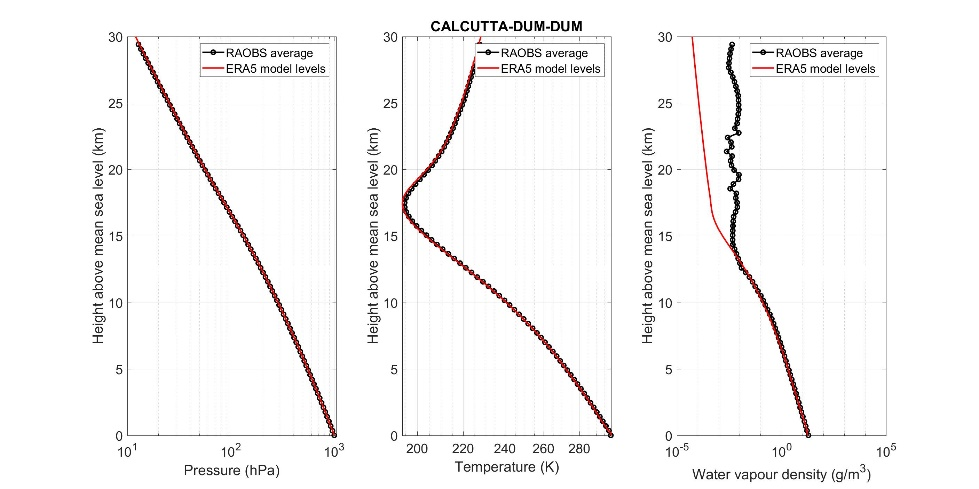 CALCUTTA-DUM-DUM
30
25
20
15
10
5
0
Height above mean sea level (km)
RAOBS average
ERA5 model levels
10^1
10^2
10^3
Pressure (hPa)
30
25
20
15
10
5
0
Height above mean sea level (km)
RAOBS average
ERA5 model levels
200
220
240
260
280
Temperature (K)
30
25
20
15
10
5
0
Height above mean sea level (km)
RAOBS average
ERA5 model levels
10^-5
10^0
10^5
Water vapour density (g/m^3)